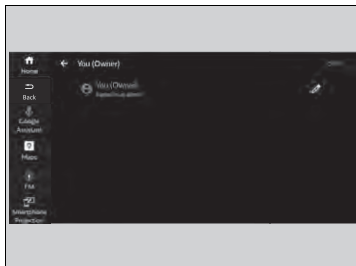 Home
← You (Owner)
Back
You (Owner)
Google
Assistant
Maps
FM
Smartphone
Projection